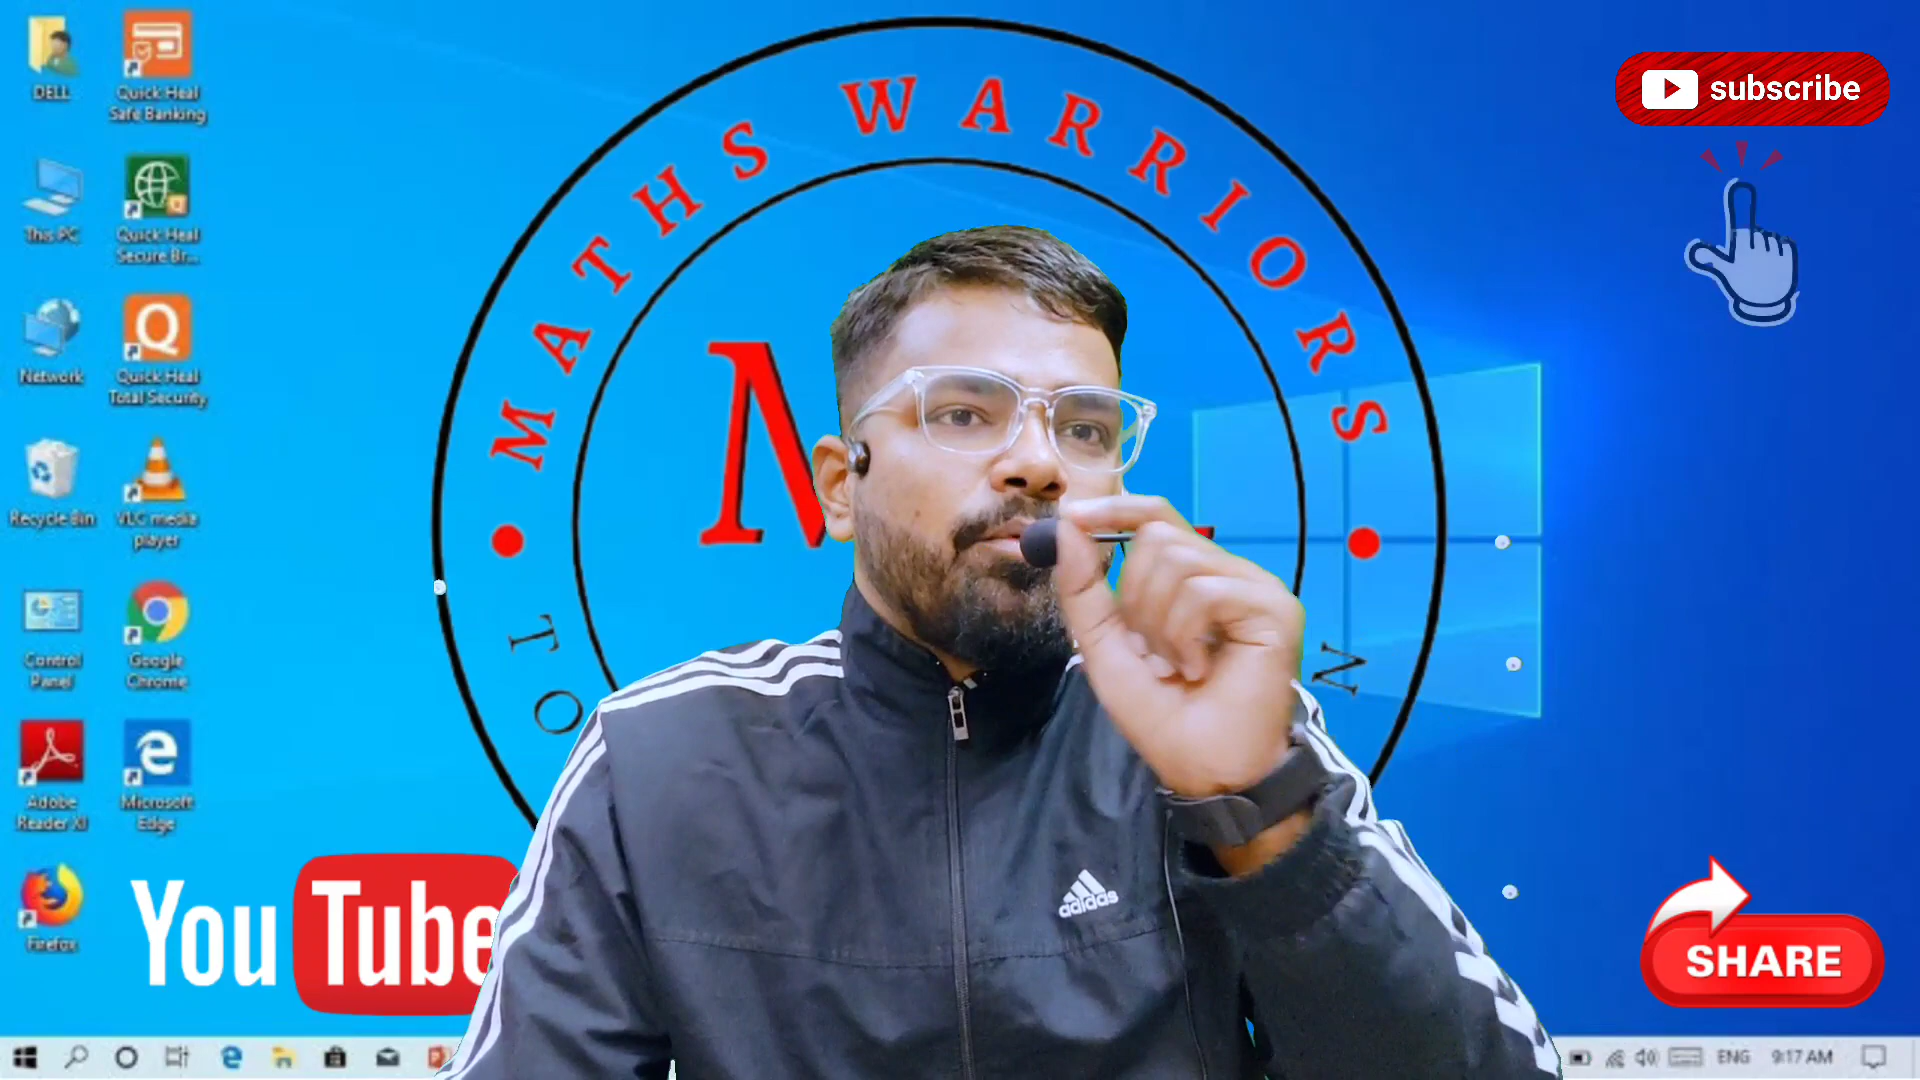 DELL
Quick Heal
Safe Banking
This PC
Quick Heal
Secure Br...
Network
Quick Heal
Total Security
Recycle Bin
VLC media
player
Control
Panel
Google
Chrome
Adobe
Reader XI
Microsoft
Edge
Firefox
MATHS WARRIORS
M
subscribe
adidas
YouTube
SHARE
ENG
9:17 AM